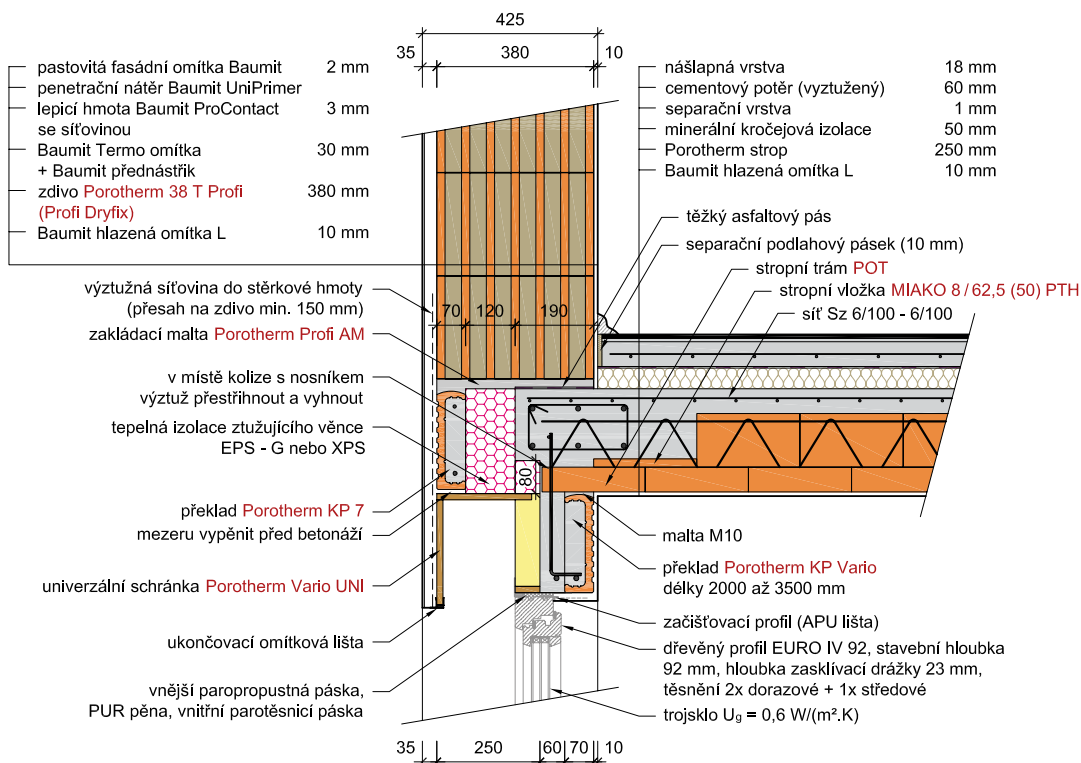 425
35 380 10
pastovitá fasádní omítka Baumit 2 mm
penetrační nátěr Baumit UniPrimer
lepicí hmota Baumit ProContact 3 mm
se síťovinou
Baumit Termo omítka 30 mm
+ Baumit přednástřik
zdivo Porotherm 38 T Profi 380 mm
(Profi Dryfix)
Baumit hlazená omítka L 10 mm
nášlapná vrstva 18 mm
cementový potěr (vyztužený) 60 mm
separační vrstva 1 mm
minerální kročejová izolace 50 mm
Porotherm strop 250 mm
Baumit hlazená omítka L 10 mm
těžký asfaltový pás
separační podlahový pásek (10 mm)
stropní trám POT
stropní vložka MIAKO 8 / 62,5 (50) PTH
síť Sz 6/100 - 6/100
výztužná síťovina do stěrkové hmoty
(přesah na zdivo min. 150 mm)
70 120 190
zakládací malta Porotherm Profi AM
v místě kolize s nosníkem
výztuž přestřihnout a vyhnout
tepelná izolace ztužujícího věnce
EPS - G nebo XPS
80
překlad Porotherm KP 7
mezeru vypěnit před betonáží
univerzální schránka Porotherm Vario UNI
ukončovací omítková lišta
vnější paropropustná páska,
PUR pěna, vnitřní parotěsnicí páska
malta M10
překlad Porotherm KP Vario
délky 2000 až 3500 mm
začišťovací profil (APU lišta)
dřevěný profil EURO IV 92, stavební hloubka
92 mm, hloubka zasklívací drážky 23 mm,
těsnění 2x dorazové + 1x středové
trojsklo Ug = 0,6 W/(m².K)
35 250 60 70 10